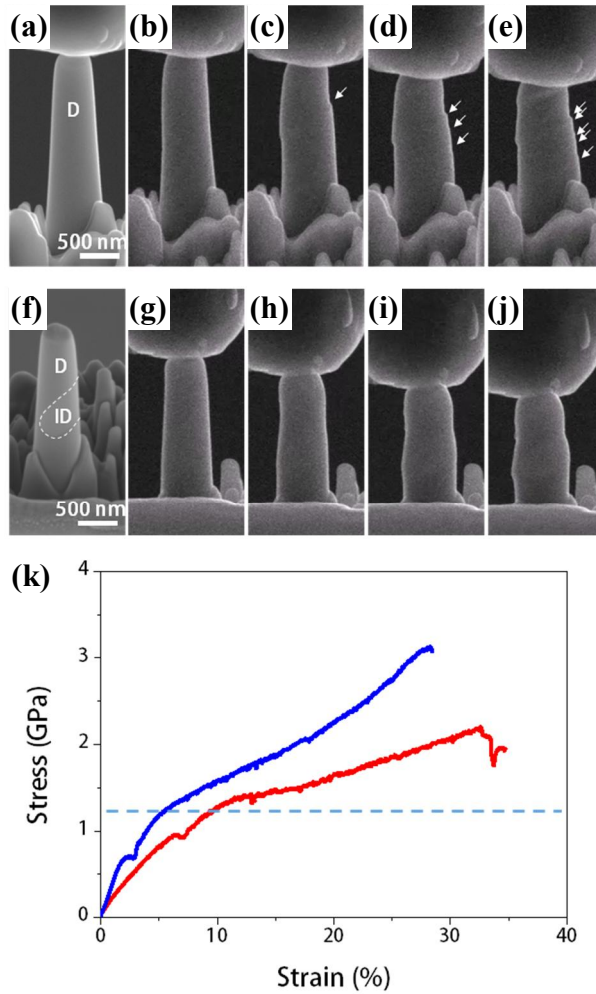 (a) (b) (c) (d) (e)
D
500 nm
(f) (g) (h) (i) (j)
D
ID
500 nm
(k)
4
3
2
1
0
Stress (GPa)
0 10 20 30 40
Strain (%)